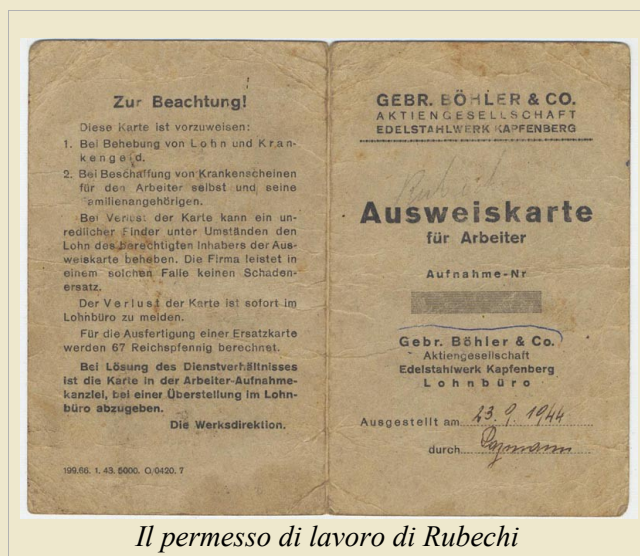 Zur Beachtung!
Diese Karte ist vorzuweisen:
1. Bei Behebung von Lohn und Kran-
kengeld.
2. Bei Beschaffung von Krankenscheinen
für den Arbeiter selbst und seine
Familienangehörigen.
Bei Verlust der Karte kann ein un-
redlicher Finder unter Umständen den
Lohn des berechtigten Inhabers der Aus-
weiskarte beheben. Die Firma leistet in
einem solchen Falle keinen Schaden-
ersatz.
Der Verlust der Karte ist sofort im
Lohnbüro zu melden.
Für die Ausfertigung einer Ersatzkarte
werden 67 Reichspfennig berechnet.
Bei Lösung des Dienstverhältnisses
ist die Karte in der Arbeiter-Aufnahme-
kanzlei, bei einer Überstellung im Lohn-
büro abzugeben.
Die Werksdirektion.
199.66. 1. 43. 5000. O/0420. 7
GEBR. BÖHLER & CO.
AKTIENGESELLSCHAFT
EDELSTAHLWERK KAPFENBERG
Ausweiskarte
für Arbeiter
Aufnahme-Nr
Gebr. Böhler & Co.
Aktiengesellschaft
Edelstahlwerk Kapfenberg
Lohnbüro
Ausgestellt am 23. 9. 1944
durch
Il permesso di lavoro di Rubechi